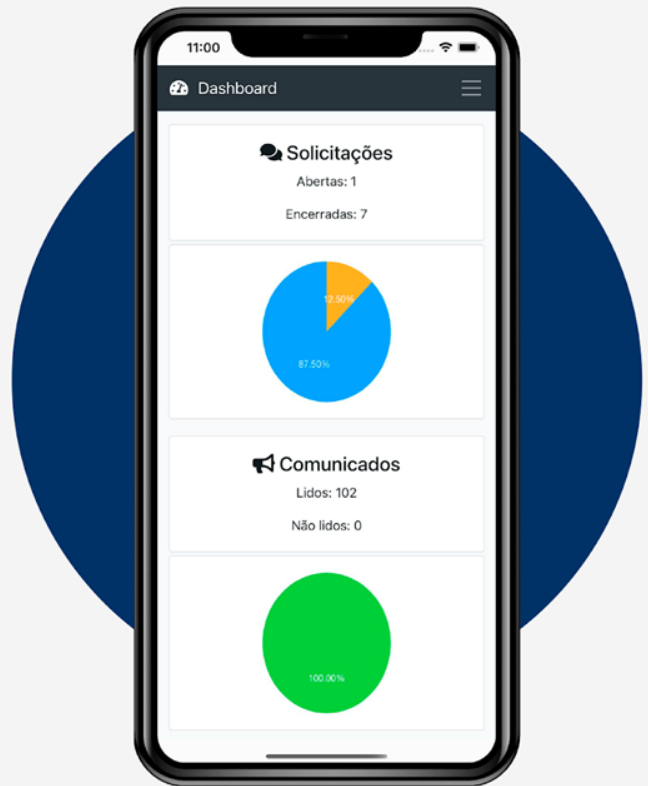 11:00
Dashboard
Solicitações
Abertas: 1
Encerradas: 7
12.50%
87.50%
Comunicados
Lidos: 102
Não lidos: 0
100.00%